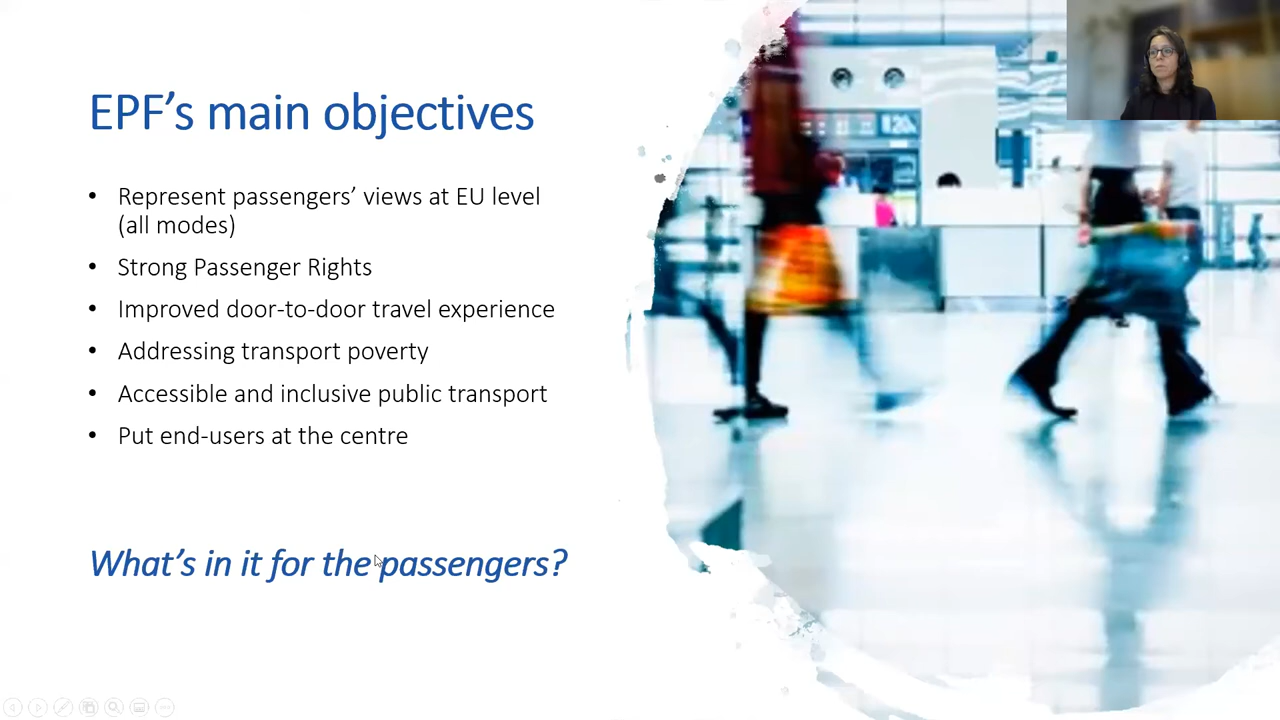 EPF’s main objectives
• Represent passengers’ views at EU level
(all modes)
• Strong Passenger Rights
• Improved door-to-door travel experience
• Addressing transport poverty
• Accessible and inclusive public transport
• Put end-users at the centre
What’s in it for the passengers?